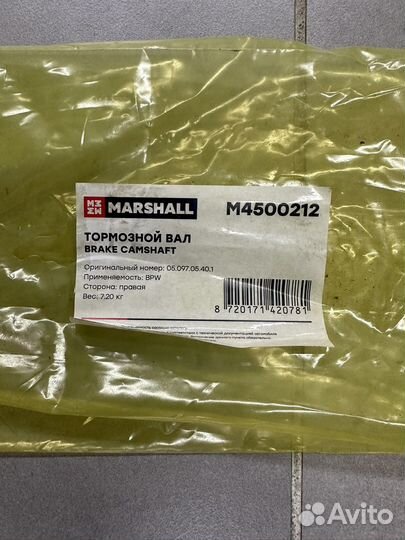 MARSHALL M4500212
ТОРМОЗНОЙ ВАЛ
BRAKE CAMSHAFT
Оригинальный номер: 05.097.05.40.1
Применяемость: BPW
Сторона: правая
Вес: 7,20 кг
8 720171 420781
Avito